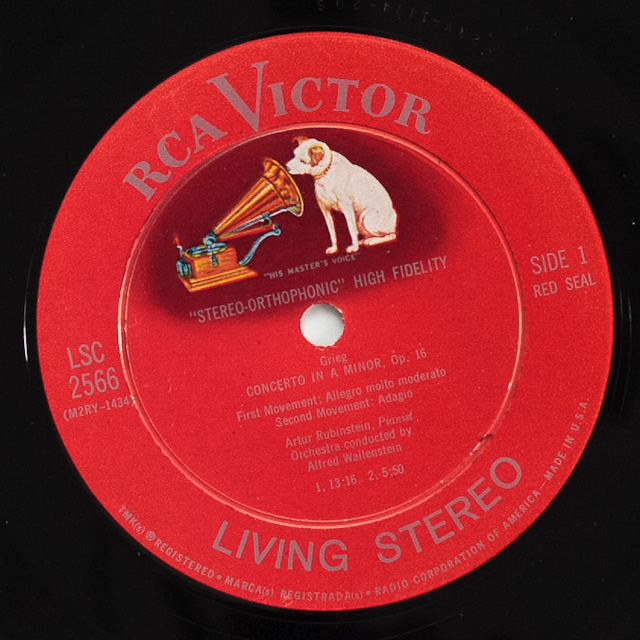 RCA VICTOR
"HIS MASTER'S VOICE"
"STEREO-ORTHOPHONIC" HIGH FIDELITY
SIDE 1
RED SEAL
LSC
2566
(M2RY-1434)
Grieg
CONCERTO IN A MINOR, Op. 16
First Movement: Allegro molto moderato
Second Movement: Adagio
Artur Rubinstein, Pianist
Orchestra conducted by
Alfred Wallenstein
1. 13:16 2. 5:50
LIVING STEREO
TMK(s) ® REGISTERED • MARCA(s) REGISTRADA(s) • RADIO CORPORATION OF AMERICA — MADE IN U.S.A.